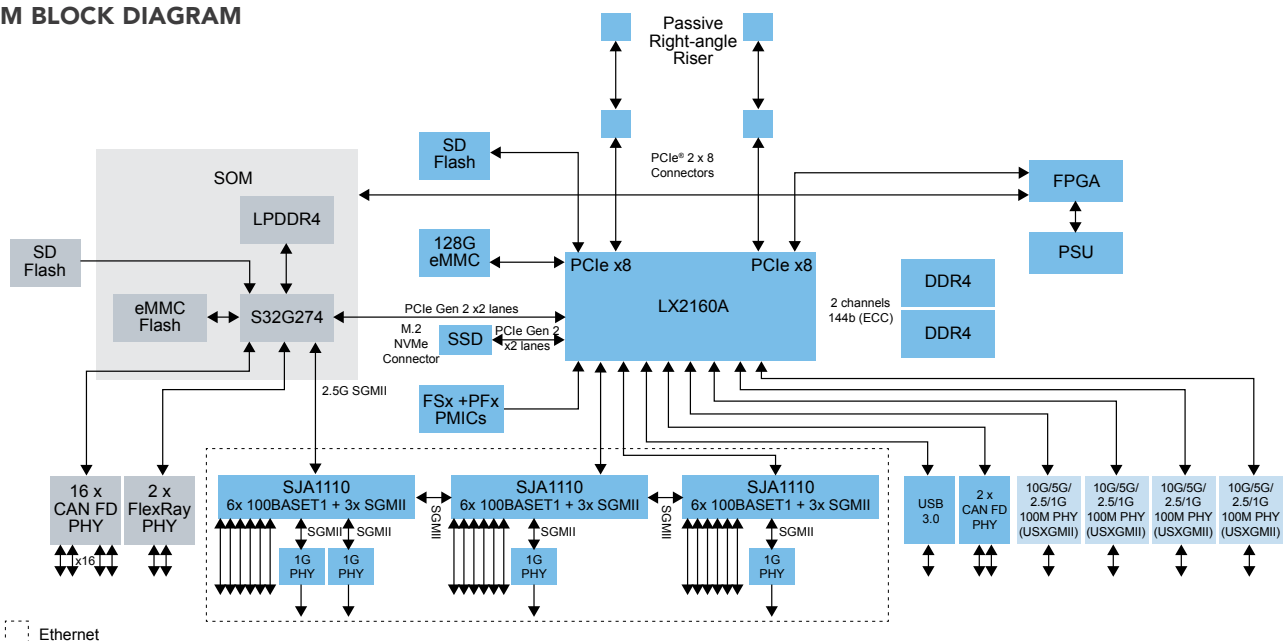 M BLOCK DIAGRAM
Passive
Right-angle
Riser
SD
Flash
PCIe® 2 x 8
Connectors
FPGA
PSU
SOM
LPDDR4
SD
Flash
eMMC
Flash
S32G274
128G
eMMC
PCIe x8
PCIe x8
LX2160A
2 channels
144b (ECC)
DDR4
DDR4
PCIe Gen 2 x2 lanes
M.2
NVMe
Connector
SSD
PCIe Gen 2
x2 lanes
2.5G SGMII
FSx +PFx
PMICs
16 x
CAN FD
PHY
x16
2 x
FlexRay
PHY
SJA1110
6x 100BASET1 + 3x SGMII
SGMII
SGMII
1G
PHY
1G
PHY
SGMII
SJA1110
6x 100BASET1 + 3x SGMII
SGMII
1G
PHY
SGMII
SJA1110
6x 100BASET1 + 3x SGMII
SGMII
1G
PHY
USB
3.0
2 x
CAN FD
PHY
10G/5G/
2.5/1G
100M PHY
(USXGMII)
10G/5G/
2.5/1G
100M PHY
(USXGMII)
10G/5G/
2.5/1G
100M PHY
(USXGMII)
10G/5G/
2.5/1G
100M PHY
(USXGMII)
Ethernet